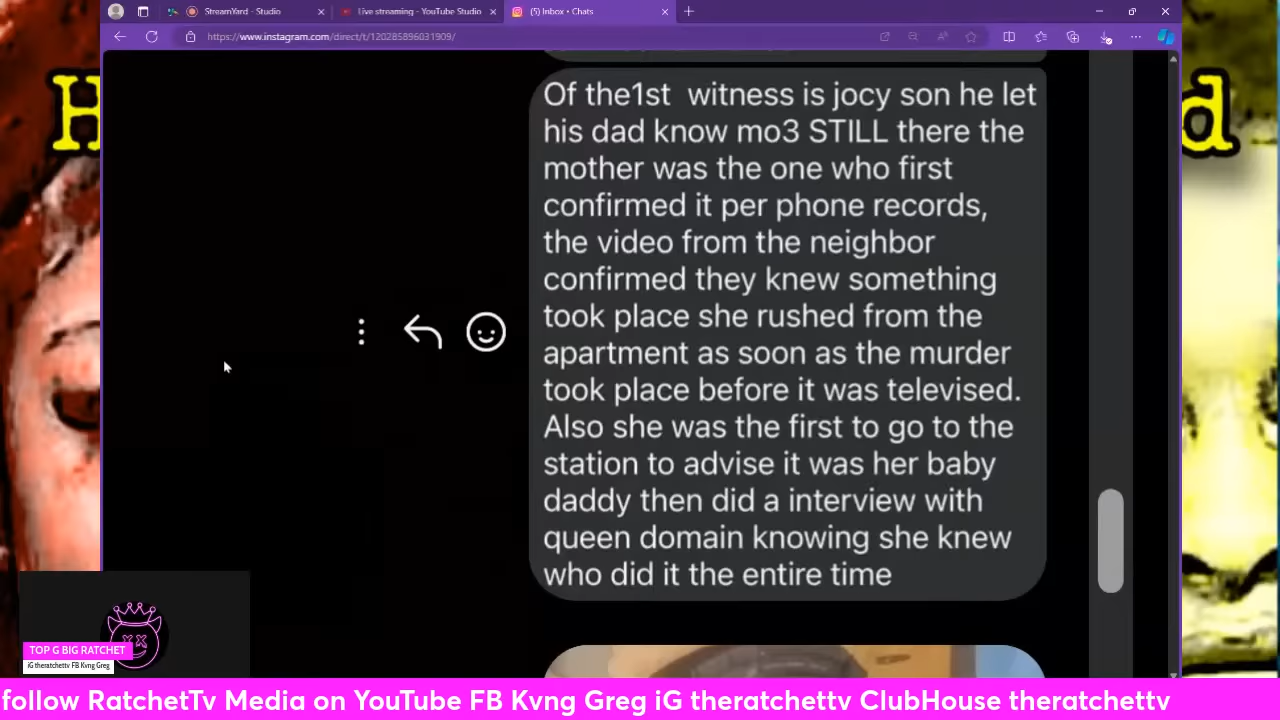 StreamYard - Studio
Live streaming - YouTube Studio
(5) Inbox • Chats
https://www.instagram.com/direct/t/120285896031909/
Of the1st witness is jocy son he let
his dad know mo3 STILL there the
mother was the one who first
confirmed it per phone records,
the video from the neighbor
confirmed they knew something
took place she rushed from the
apartment as soon as the murder
took place before it was televised.
Also she was the first to go to the
station to advise it was her baby
daddy then did a interview with
queen domain knowing she knew
who did it the entire time
TOP G BIG RATCHET
iG theratchettv FB Kvng Greg
follow RatchetTv Media on YouTube FB Kvng Greg iG theratchettv ClubHouse theratchettv